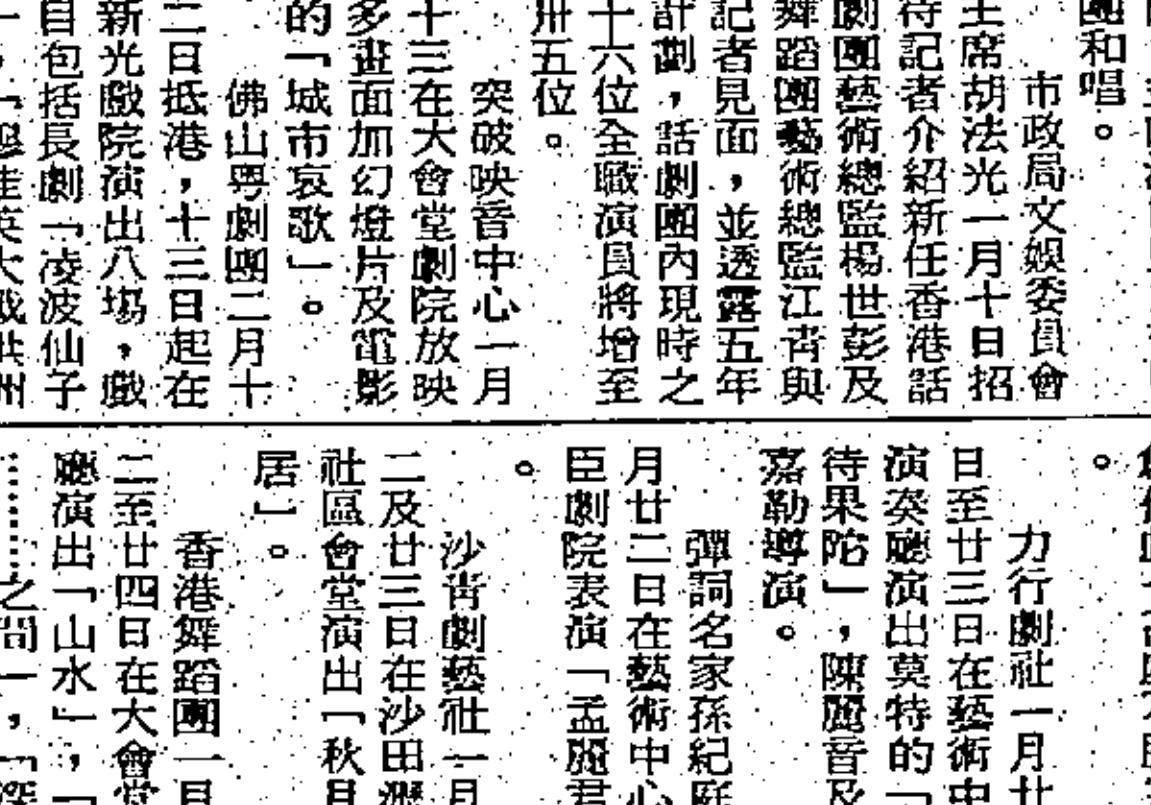 團和唱。
市政局文娛委員會
主席胡法光一月十日招
待記者介紹新任香港話
劇團藝術總監楊世彭及
舞蹈團藝術總監江青與
記者見面，並透露五年
計劃，話劇團內現時之
十六位全職演員將增至
卅五位。
突破映音中心一月
十三在大會堂劇院放映
多畫面加幻燈片及電影
的「城市哀歌」。
佛山粵劇團二月十
二日抵港，十三日起在
新光戲院演出八場，戲
目包括長劇「凌波仙子
桂英大戰洪州
力行劇社一月廿
日至廿三日在藝術中
演奏廳演出莫特的「
待果陀」，陳麗音及
嘉勒導演。
彈詞名家孫紀庭
月廿二日在藝術中心
臣劇院表演「孟麗君
。
沙青劇藝社一月
二及廿三日在沙田瀝
社區會堂演出「秋月
居」。
香港舞蹈團一月
二至廿四日在大會堂
廳演出「山水」，「
……之間」，「深